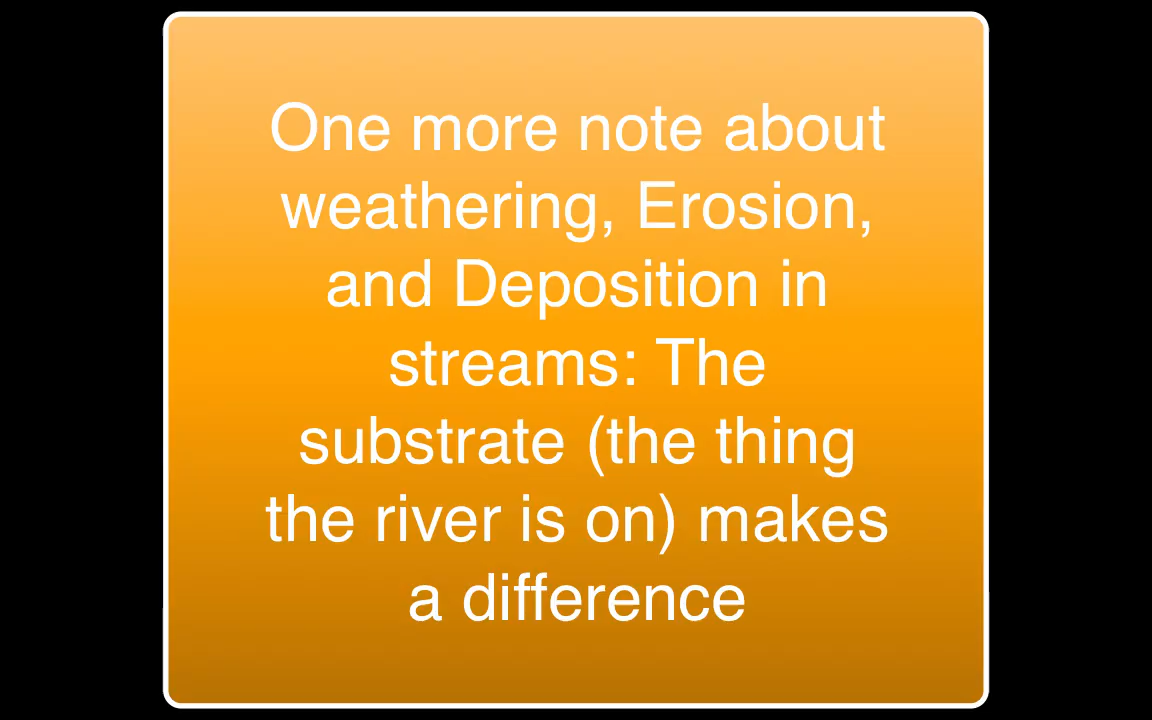 One more note about
weathering, Erosion,
and Deposition in
streams: The
substrate (the thing
the river is on) makes
a difference